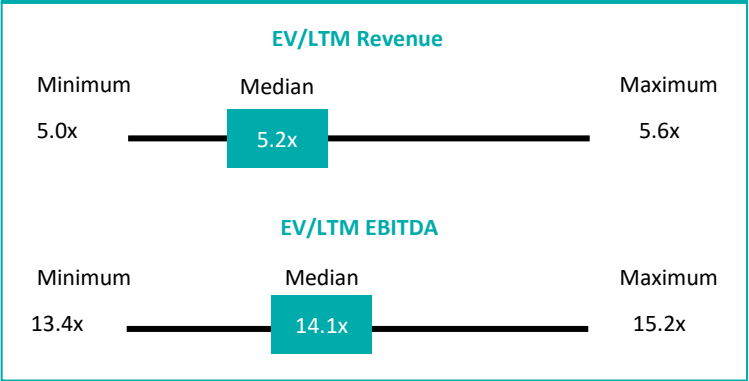 EV/LTM Revenue
Minimum Median Maximum
5.0x 5.2x 5.6x
EV/LTM EBITDA
Minimum Median Maximum
13.4x 14.1x 15.2x